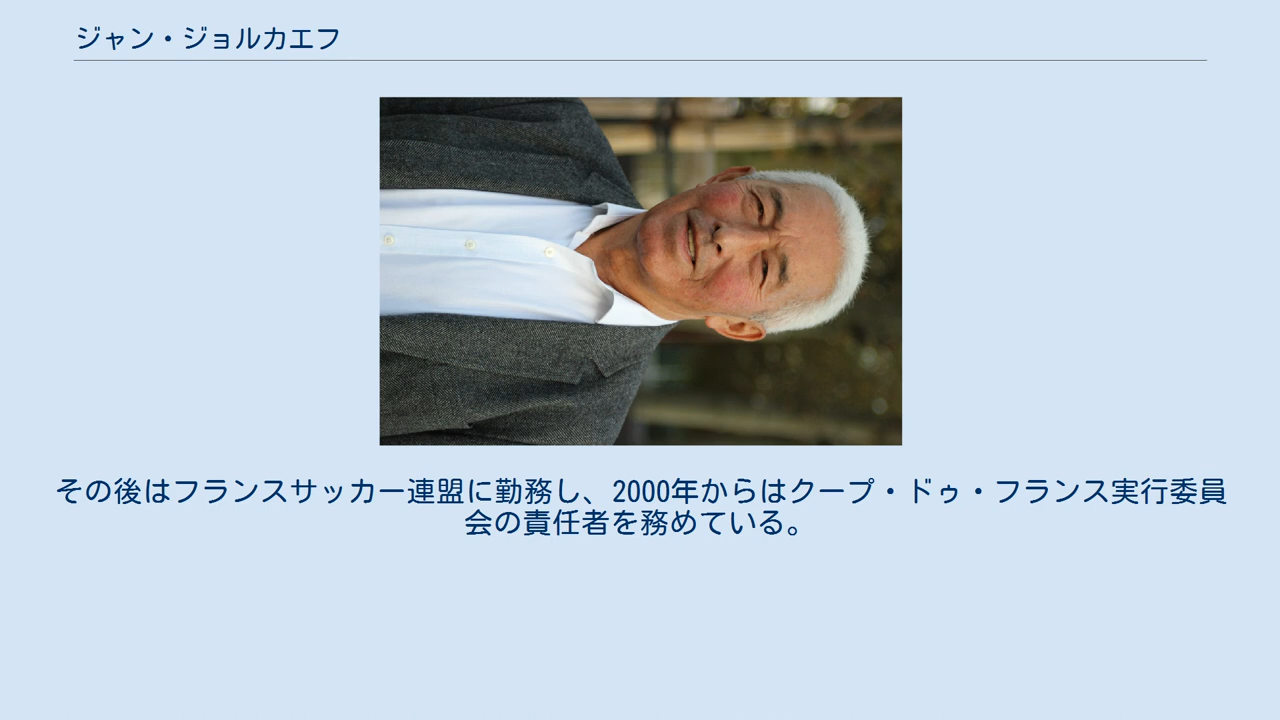 ジャン・ジョルカエフ
その後はフランスサッカー連盟に勤務し、2000年からはクープ・ドゥ・フランス実行委員
会の責任者を務めている。